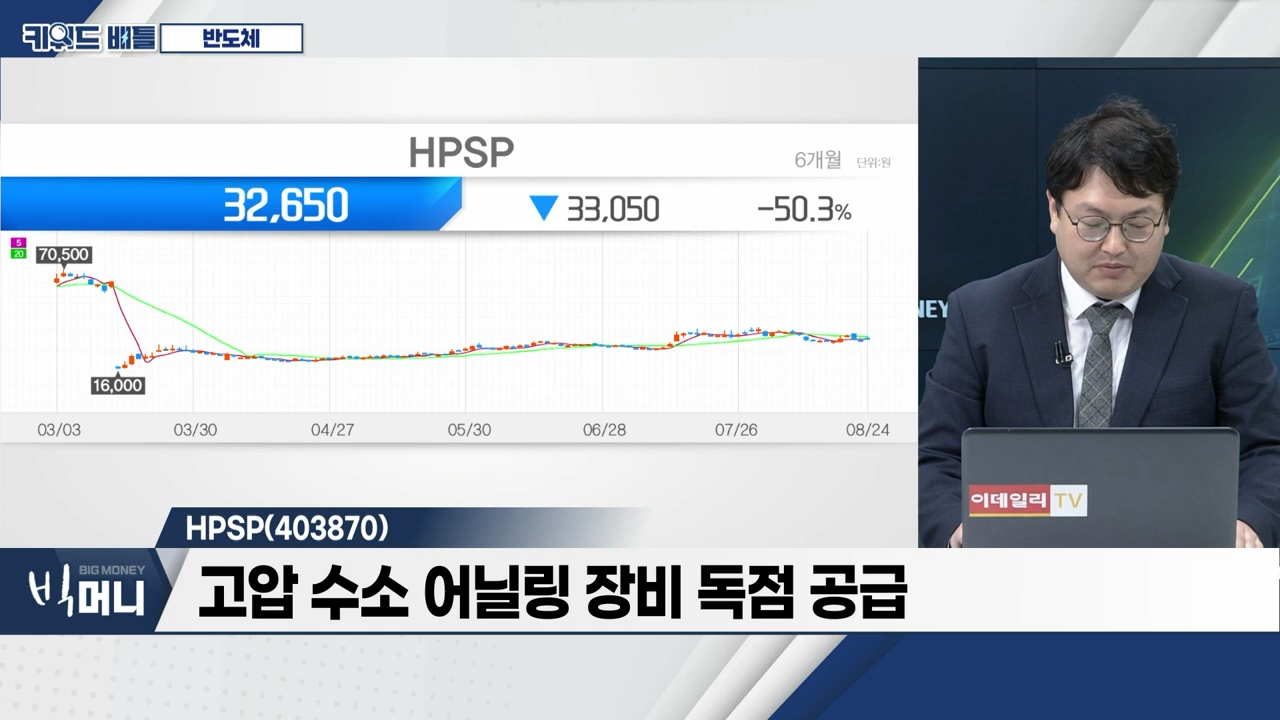 키워드 배틀
반도체
HPSP
6개월 단위:원
32,650 ▼33,050 -50.3%
5
20
70,500
16,000
03/03 03/30 04/27 05/30 06/28 07/26 08/24
NEY
이데일리 TV
HPSP(403870)
BIG MONEY
빅머니
고압 수소 어닐링 장비 독점 공급